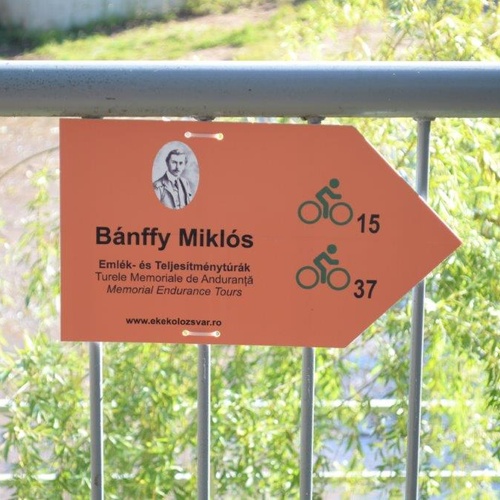 Bánffy Miklós
Emlék- és Teljesítménytúrák
Turele Memoriale de Anduranță
Memorial Endurance Tours
www.ekekolozsvar.ro
15
37